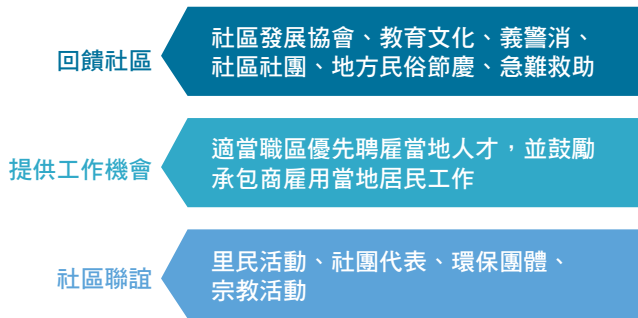 回饋社區
社區發展協會、教育文化、義警消、
社區社團、地方民俗節慶、急難救助
提供工作機會
適當職區優先聘雇當地人才,並鼓勵
承包商雇用當地居民工作
社區聯誼
里民活動、社團代表、環保團體、
宗教活動